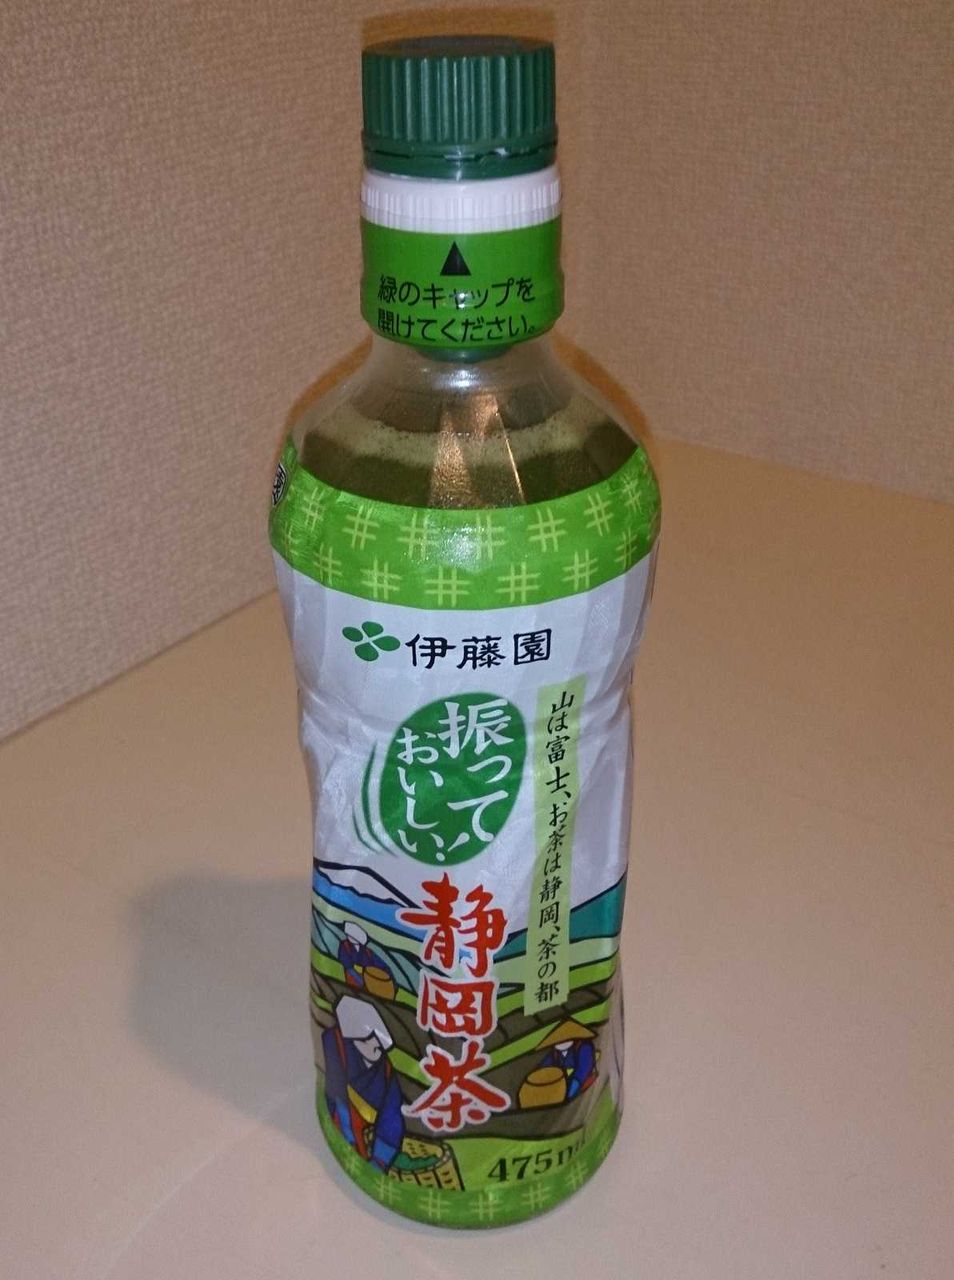 緑のキャップを
開けてください。
伊藤園
振って
おいしい!
山は富士、お茶は静岡、茶の都
静岡茶
475ml